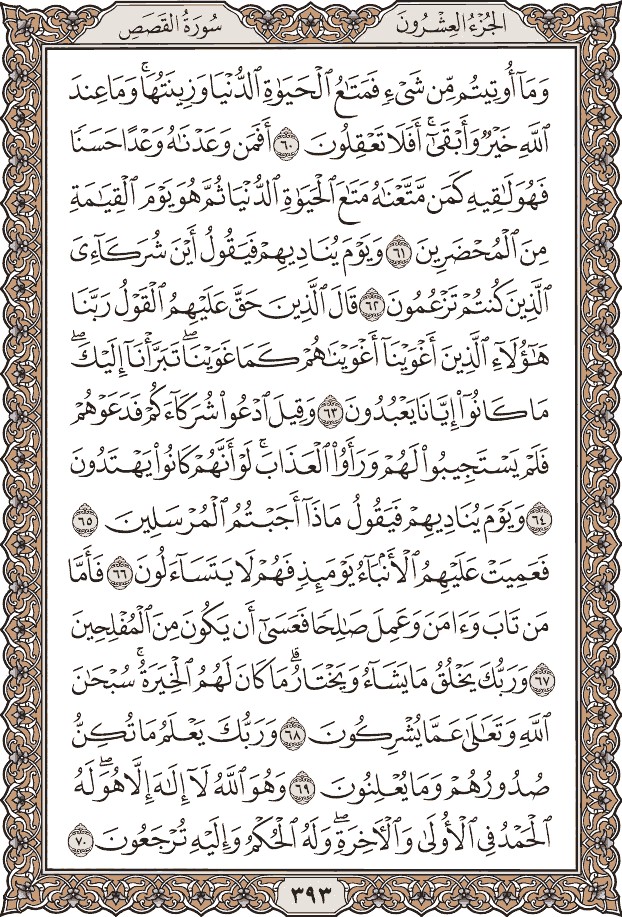 الجُزْءُ العِشْرُونَ
سُورَةُ القَصَصِ
وَمَآ أُوتِيتُم مِّن شَىْءٍ فَمَتَٰعُ ٱلْحَيَوٰةِ ٱلدُّنْيَا وَزِينَتُهَا ۚ وَمَا عِندَ
ٱللَّهِ خَيْرٌ وَأَبْقَىٰٓ ۚ أَفَلَا تَعْقِلُونَ ٦٠ أَفَمَن وَعَدْنَٰهُ وَعْدًا حَسَنًا
فَهُوَ لَٰقِيهِ كَمَن مَّتَّعْنَٰهُ مَتَٰعَ ٱلْحَيَوٰةِ ٱلدُّنْيَا ثُمَّ هُوَ يَوْمَ ٱلْقِيَٰمَةِ
مِنَ ٱلْمُحْضَرِينَ ٦١ وَيَوْمَ يُنَادِيهِمْ فَيَقُولُ أَيْنَ شُرَكَآءِىَ
ٱلَّذِينَ كُنتُمْ تَزْعُمُونَ ٦٢ قَالَ ٱلَّذِينَ حَقَّ عَلَيْهِمُ ٱلْقَوْلُ رَبَّنَا
هَٰٓؤُلَآءِ ٱلَّذِينَ أَغْوَيْنَآ أَغْوَيْنَٰهُمْ كَمَا غَوَيْنَا ۖ تَبَرَّأْنَآ إِلَيْكَ ۖ
مَا كَانُوٓا۟ إِيَّانَا يَعْبُدُونَ ٦٣ وَقِيلَ ٱدْعُوا۟ شُرَكَآءَكُمْ فَدَعَوْهُمْ
فَلَمْ يَسْتَجِيبُوا۟ لَهُمْ وَرَأَوُا۟ ٱلْعَذَابَ ۚ لَوْ أَنَّهُمْ كَانُوا۟ يَهْتَدُونَ
٦٤ وَيَوْمَ يُنَادِيهِمْ فَيَقُولُ مَاذَآ أَجَبْتُمُ ٱلْمُرْسَلِينَ ٦٥
فَعَمِيَتْ عَلَيْهِمُ ٱلْأَنۢبَآءُ يَوْمَئِذٍ فَهُمْ لَا يَتَسَآءَلُونَ ٦٦ فَأَمَّا
مَن تَابَ وَءَامَنَ وَعَمِلَ صَٰلِحًا فَعَسَىٰٓ أَن يَكُونَ مِنَ ٱلْمُفْلِحِينَ
٦٧ وَرَبُّكَ يَخْلُقُ مَا يَشَآءُ وَيَخْتَارُ ۗ مَا كَانَ لَهُمُ ٱلْخِيَرَةُ ۚ سُبْحَٰنَ
ٱللَّهِ وَتَعَٰلَىٰ عَمَّا يُشْرِكُونَ ٦٨ وَرَبُّكَ يَعْلَمُ مَا تُكِنُّ
صُدُورُهُمْ وَمَا يُعْلِنُونَ ٦٩ وَهُوَ ٱللَّهُ لَآ إِلَٰهَ إِلَّا هُوَ ۖ لَهُ
ٱلْحَمْدُ فِى ٱلْأُولَىٰ وَٱلْءَاخِرَةِ ۖ وَلَهُ ٱلْحُكْمُ وَإِلَيْهِ تُرْجَعُونَ ٧٠
٣٩٣